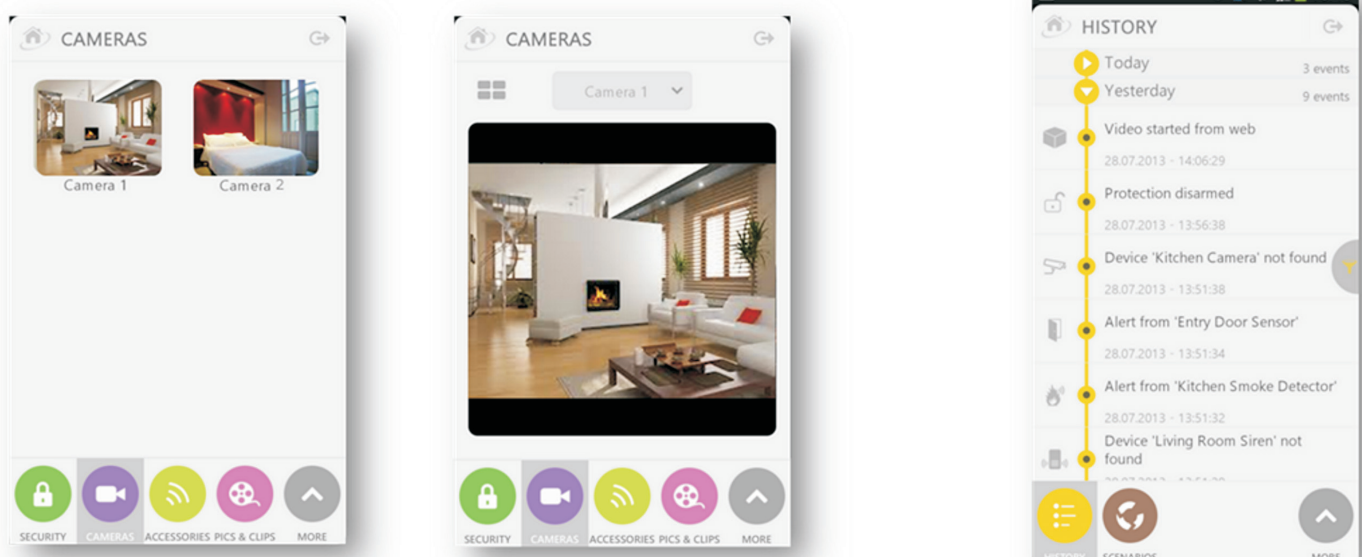 CAMERAS
Camera 1
Camera 2
SECURITY
CAMERAS
ACCESSORIES
PICS & CLIPS
MORE
CAMERAS
Camera 1
SECURITY
CAMERAS
ACCESSORIES
PICS & CLIPS
MORE
HISTORY
Today
3 events
Yesterday
9 events
Video started from web
28.07.2013 - 14:06:29
Protection disarmed
28.07.2013 - 13:56:38
Device 'Kitchen Camera' not found
28.07.2013 - 13:51:38
Alert from 'Entry Door Sensor'
28.07.2013 - 13:51:34
Alert from 'Kitchen Smoke Detector'
28.07.2013 - 13:51:32
Device 'Living Room Siren' not
found
HISTORY
SCENARIOS
MORE